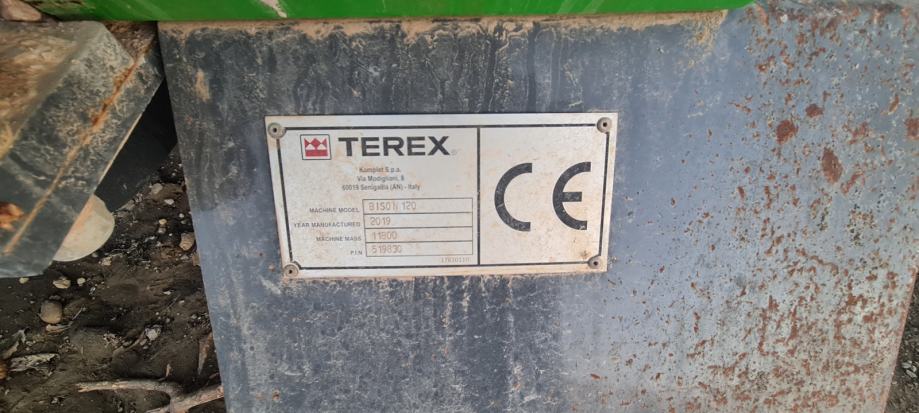 TEREX
Komplet S.p.a.
Via Modigliani, 8
60019 Senigallia (AN) - Italy
MACHINE MODEL BISON 120
YEAR MANUFACTURED 2019
MACHINE MASS 11800
P.I.N 519830
CE